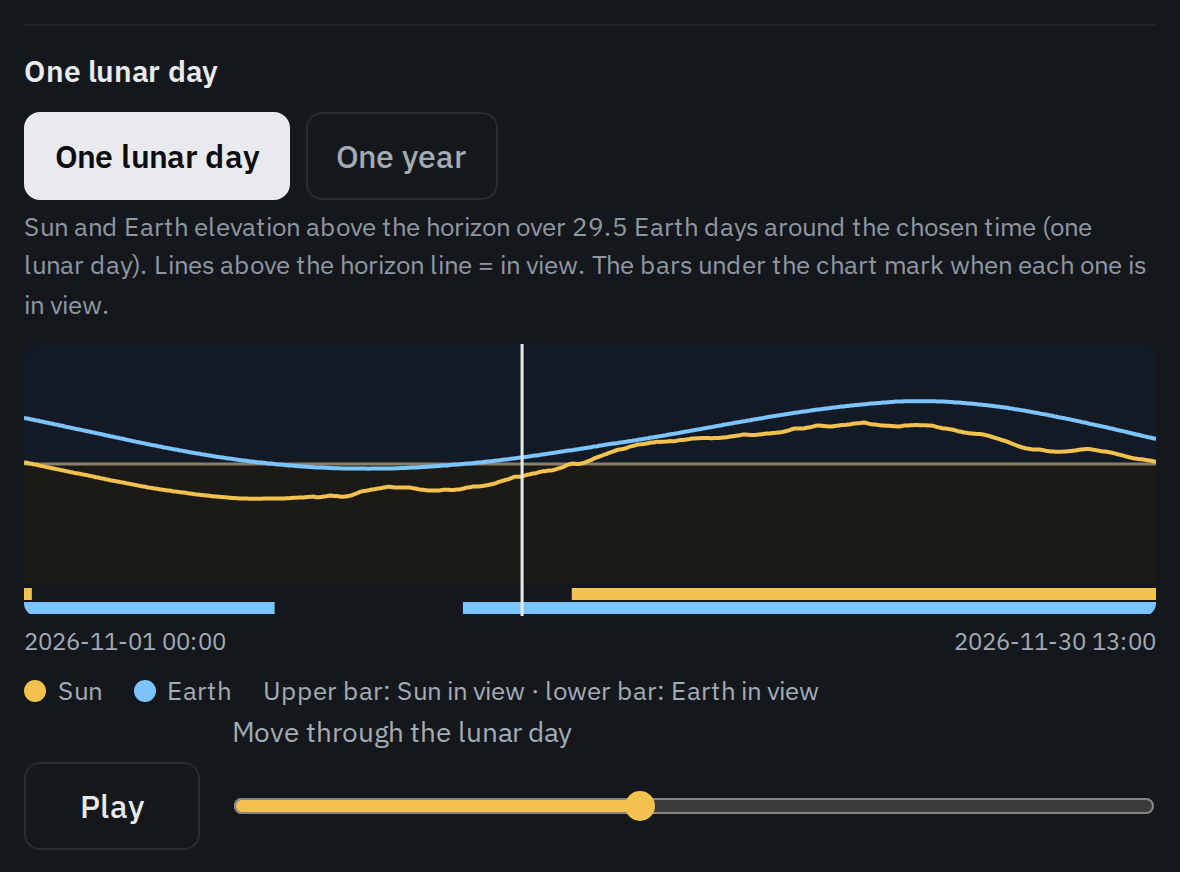 One lunar day
One lunar day
One year
Sun and Earth elevation above the horizon over 29.5 Earth days around the chosen time (one
lunar day). Lines above the horizon line = in view. The bars under the chart mark when each one is
in view.
2026-11-01 00:00
2026-11-30 13:00
Sun
Earth
Upper bar: Sun in view · lower bar: Earth in view
Move through the lunar day
Play